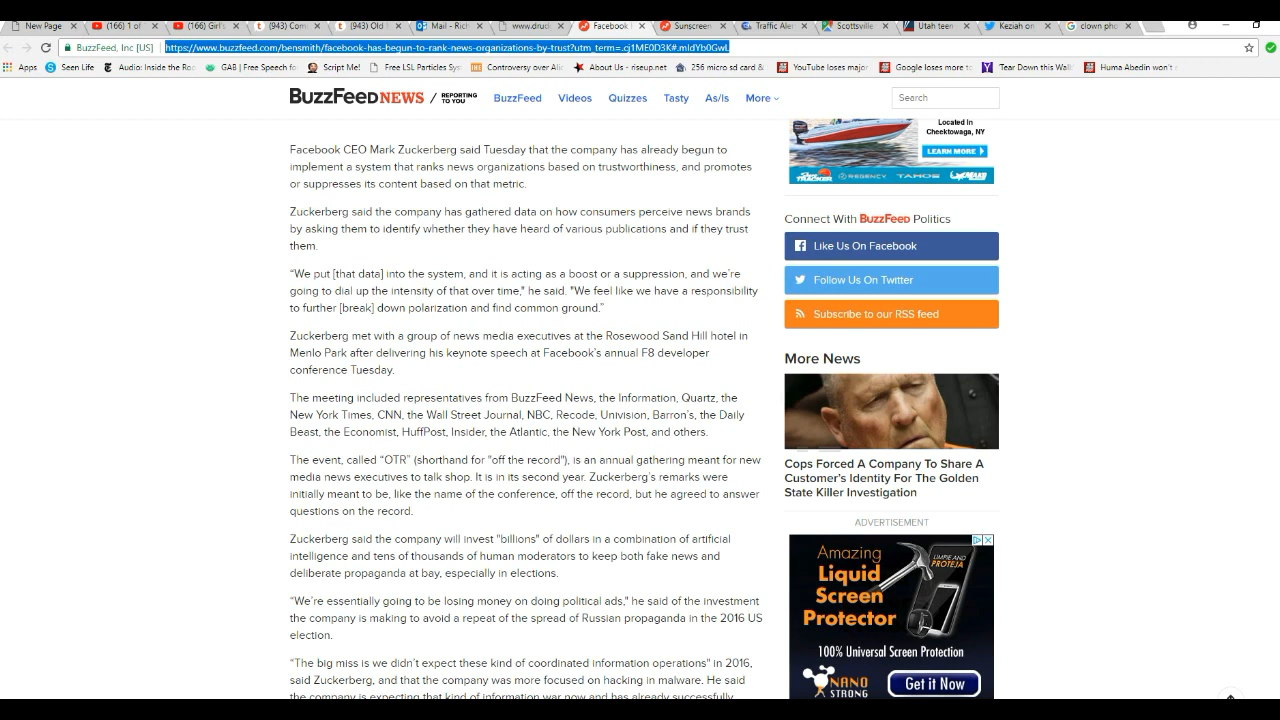 New Page
(166) 1 of
(166) Girl's
(943) Com
(943) Old
Mail - Rich
www.drud
Facebook
Sunscreen
Traffic Ale
Scottsville
Utah teen
Keziah on
clown pho
BuzzFeed, Inc [US]
https://www.buzzfeed.com/bensmith/facebook-has-begun-to-rank-news-organizations-by-trust?utm_term=.cj1ME0D3K#.mldYb0GwL
Apps
Seen Life
Audio: Inside the Ro
GAB | Free Speech fo
Script Me!
Free LSL Particles Sys
Controversy over Ali
About Us - riseup.net
256 micro sd card &
YouTube loses major
Google loses more to
Tear Down this Wall
Huma Abedin won't
BuzzFeed NEWS / REPORTING TO YOU
BuzzFeed
Videos
Quizzes
Tasty
As/Is
More
Search
Facebook CEO Mark Zuckerberg said Tuesday that the company has already begun to
implement a system that ranks news organizations based on trustworthiness, and promotes
or suppresses its content based on that metric.
Zuckerberg said the company has gathered data on how consumers perceive news brands
by asking them to identify whether they have heard of various publications and if they trust
them.
“We put [that data] into the system, and it is acting as a boost or a suppression, and we’re
going to dial up the intensity of that over time," he said. "We feel like we have a responsibility
to further [break] down polarization and find common ground.”
Zuckerberg met with a group of news media executives at the Rosewood Sand Hill hotel in
Menlo Park after delivering his keynote speech at Facebook’s annual F8 developer
conference Tuesday.
The meeting included representatives from BuzzFeed News, the Information, Quartz, the
New York Times, CNN, the Wall Street Journal, NBC, Recode, Univision, Barron’s, the Daily
Beast, the Economist, HuffPost, Insider, the Atlantic, the New York Post, and others.
The event, called “OTR” (shorthand for “off the record”), is an annual gathering meant for new
media news executives to talk shop. It is in its second year. Zuckerberg’s remarks were
initially meant to be, like the name of the conference, off the record, but he agreed to answer
questions on the record.
Zuckerberg said the company will invest "billions" of dollars in a combination of artificial
intelligence and tens of thousands of human moderators to keep both fake news and
deliberate propaganda at bay, especially in elections.
“We’re essentially going to be losing money on doing political ads," he said of the investment
the company is making to avoid a repeat of the spread of Russian propaganda in the 2016 US
election.
“The big miss is we didn’t expect these kind of coordinated information operations" in 2016,
said Zuckerberg, and that the company was more focused on hacking in malware. He said
the company is expecting that kind of information war now and has already successfully
Located In
Cheektowaga, NY
LEARN MORE
SUN TRACKER
REGENCY
TAHOE
Connect With BuzzFeed Politics
Like Us On Facebook
Follow Us On Twitter
Subscribe to our RSS feed
More News
Cops Forced A Company To Share A
Customer’s Identity For The Golden
State Killer Investigation
ADVERTISEMENT
Amazing
Liquid
Screen
Protector
LIMPIE AND
PROTEJA
100% Universal Screen Protection
NANO
STRONG
Get it Now